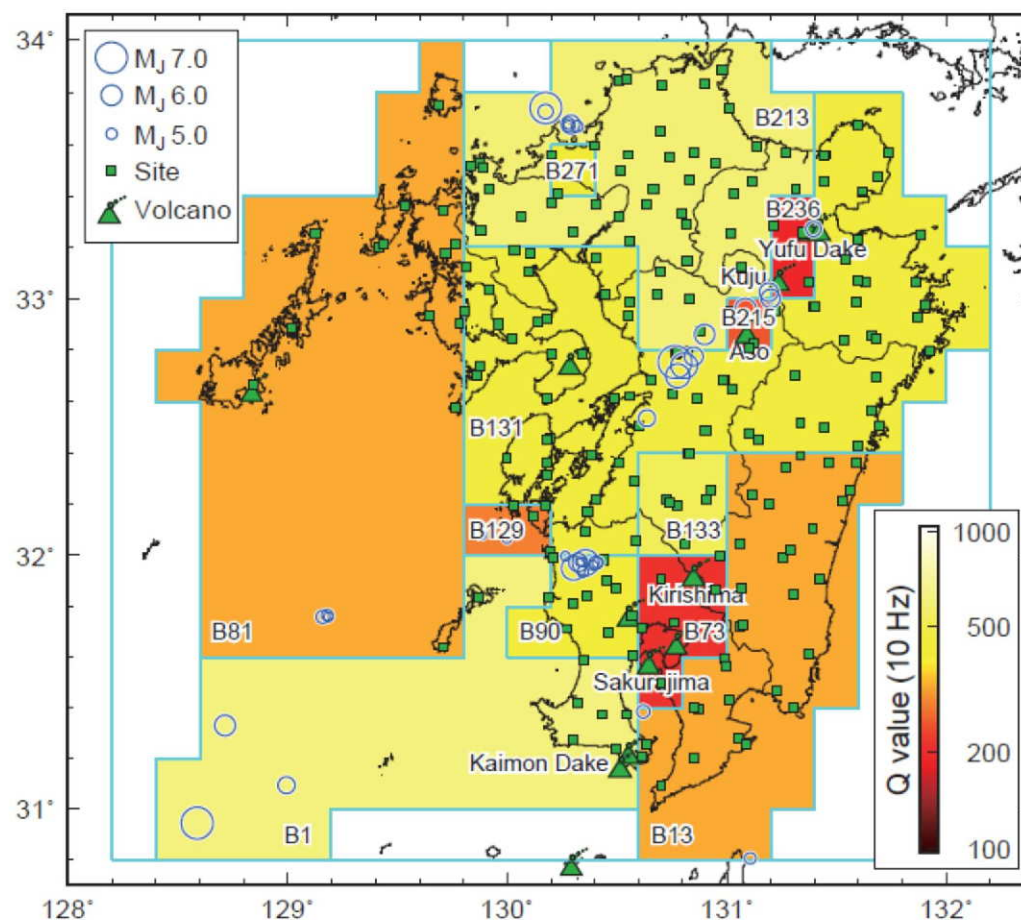 34°
33°
32°
31°
128°
129°
130°
131°
132°
MJ 7.0
MJ 6.0
MJ 5.0
Site
Volcano
B213
B271
B236
Yufu Dake
Kuju
B215
Aso
B131
B129
B133
Kirishima
B81
B90
B73
Sakurajima
Kaimon Dake
B1
B13
Q value (10 Hz)
1000
500
200
100